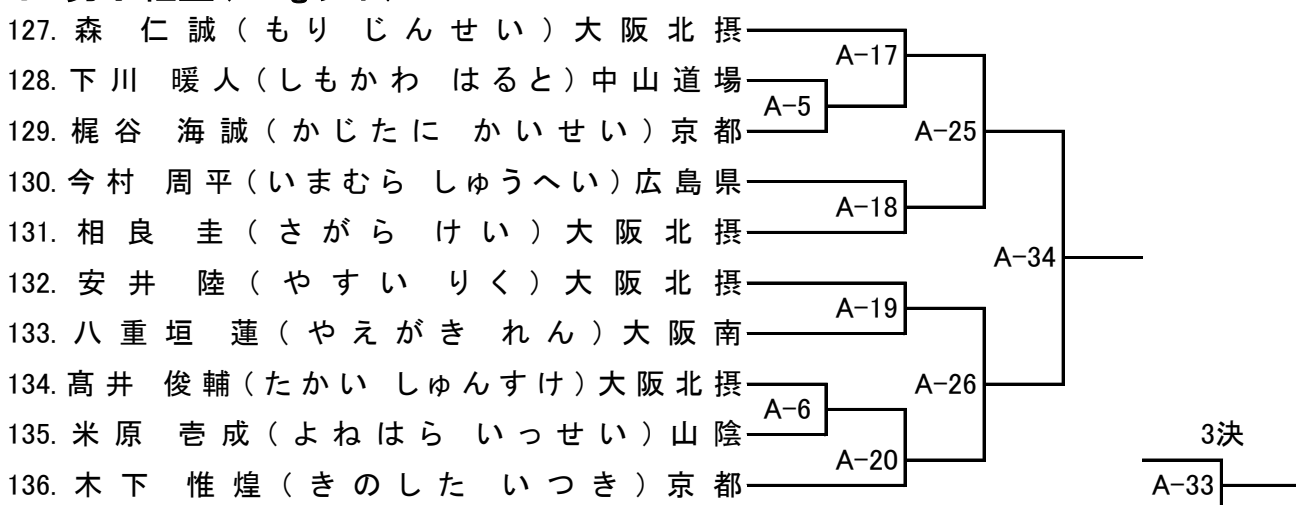 127. 森 仁誠(もり じんせい)大阪北摂
128. 下川 暖人(しもかわ はると)中山道場
129. 梶谷 海誠(かじたに かいせい)京都
130. 今村 周平(いまむら しゅうへい)広島県
131. 相良 圭(さがら けい)大阪北摂
132. 安井 陸(やすい りく)大阪北摂
133. 八重垣 蓮(やえがき れん)大阪南
134. 髙井 俊輔(たかい しゅんすけ)大阪北摂
135. 米原 壱成(よねはら いっせい)山陰
136. 木下 惟煌(きのした いつき)京都
A-17
A-5
A-25
A-18
A-34
A-19
A-26
A-6
A-20
3決
A-33